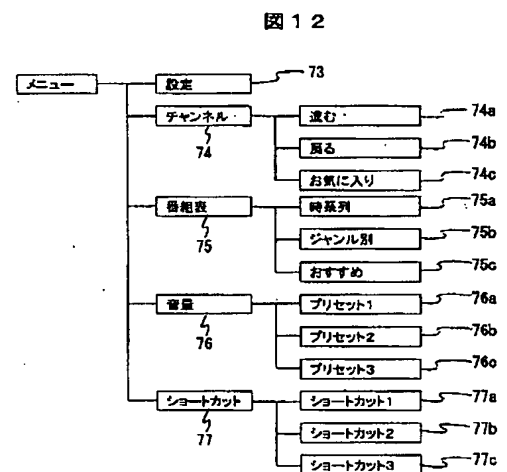 図12
メニュー
設定
73
チャンネル
74
進む
74a
戻る
74b
お気に入り
74c
番組表
75
時系列
75a
ジャンル別
75b
おすすめ
75c
音量
76
プリセット1
76a
プリセット2
76b
プリセット3
76c
ショートカット
77
ショートカット1
77a
ショートカット2
77b
ショートカット3
77c